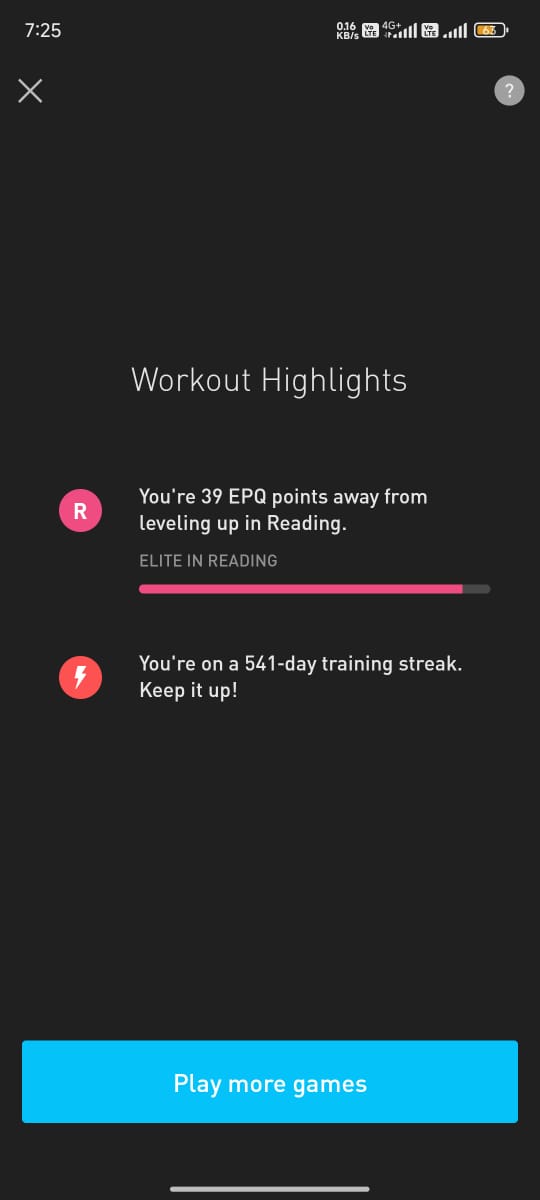 7:25
0.16
KB/s
Vo
LTE
4G+
Vo
LTE
63
?
Workout Highlights
R
You're 39 EPQ points away from
leveling up in Reading.
ELITE IN READING
You're on a 541-day training streak.
Keep it up!
Play more games